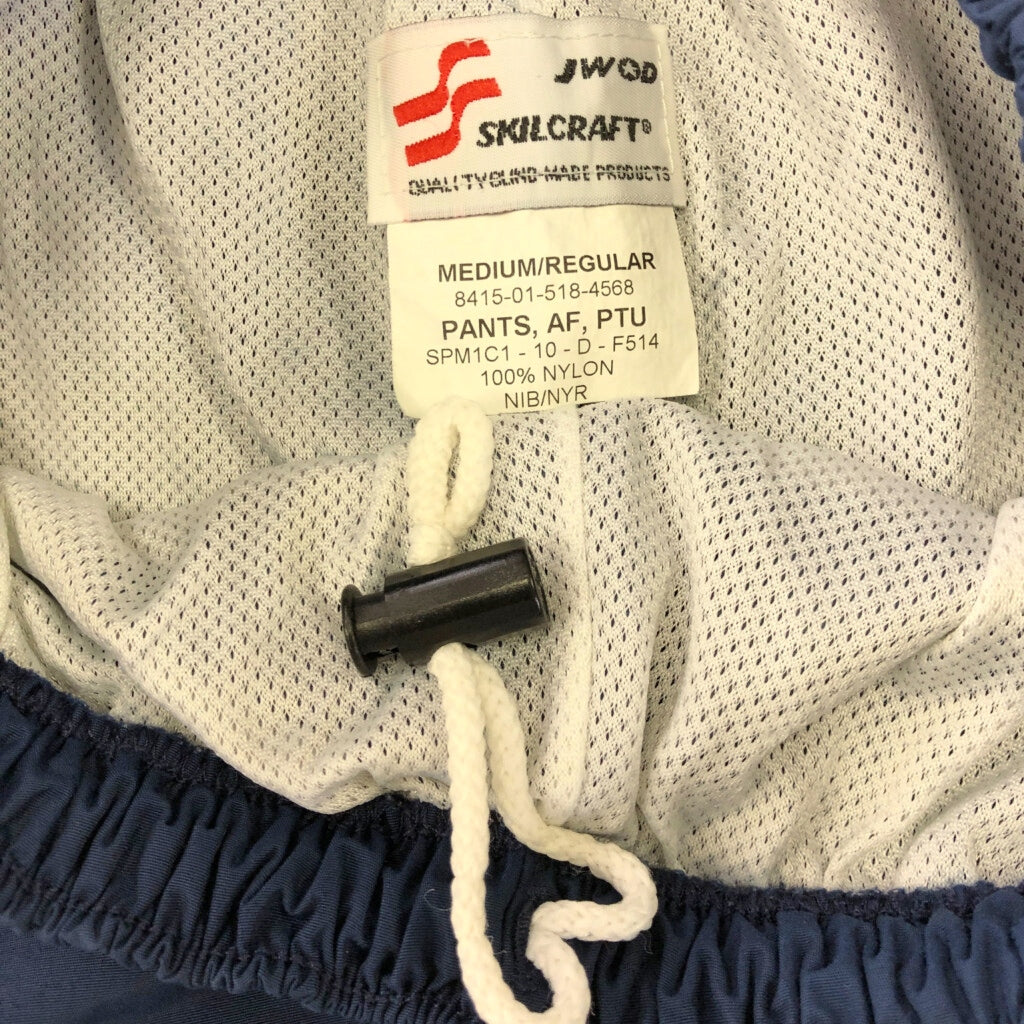 JWOD
SKILCRAFT®
QUALITY BLIND-MADE PRODUCTS
MEDIUM/REGULAR
8415-01-518-4568
PANTS, AF, PTU
SPM1C1 - 10 - D - F514
100% NYLON
NIB/NYR